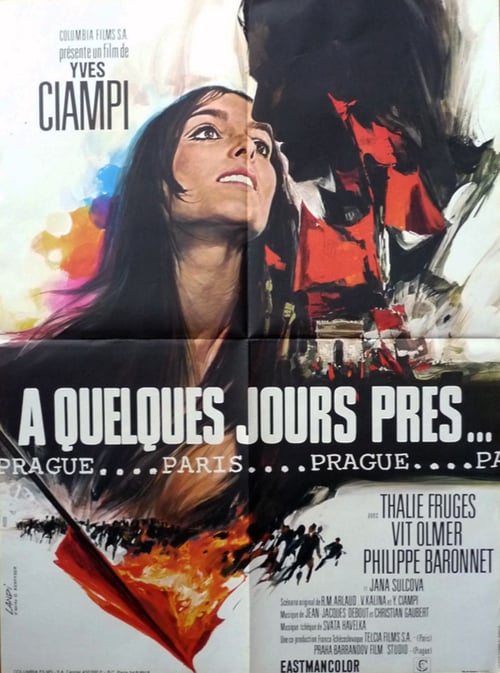 COLUMBIA FILMS S.A.
présente un film de
YVES
CIAMPI
A QUELQUES JOURS PRES...
PRAGUE....PARIS....PRAGUE....PA
avec THALIE FRUGES
VIT OLMER
PHILIPPE BARONNET
et JANA SULCOVA
Scénario original de R.M. ARLAUD . V. KALINA et Y. CIAMPI
Musique de JEAN-JACQUES DEBOUT et CHRISTIAN GAUBERT
Musique tchèque de SVATA HAVELKA
Une co-production Franco tchécoslovaque TELCIA FILMS S.A. - (Paris)
PRAHA BARRANDOV FILM STUDIO - (Prague)
EASTMANCOLOR
LANDI
COLUMBIA FILMS S.A.